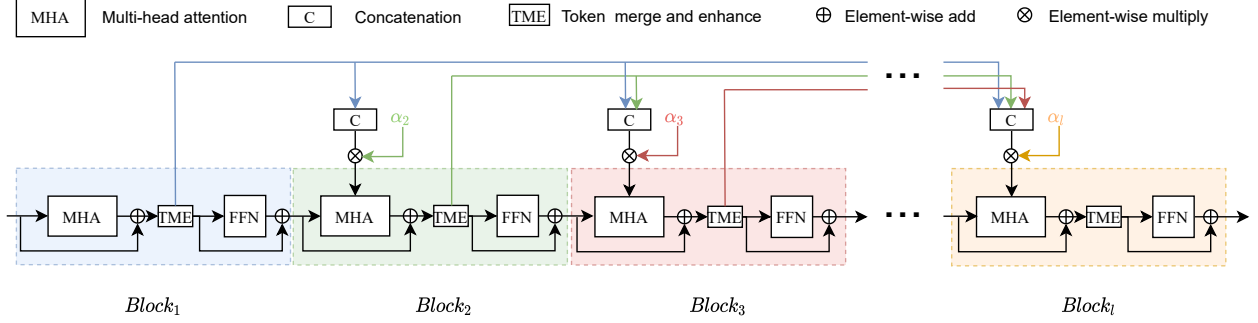 MHA Multi-head attention C Concatenation TME Token merge and enhance Element-wise add Element-wise multiply
...
C C C
α2 α3 αl
MHA TME FFN MHA TME FFN MHA TME FFN ... MHA TME FFN
Block1 Block2 Block3 Blockl